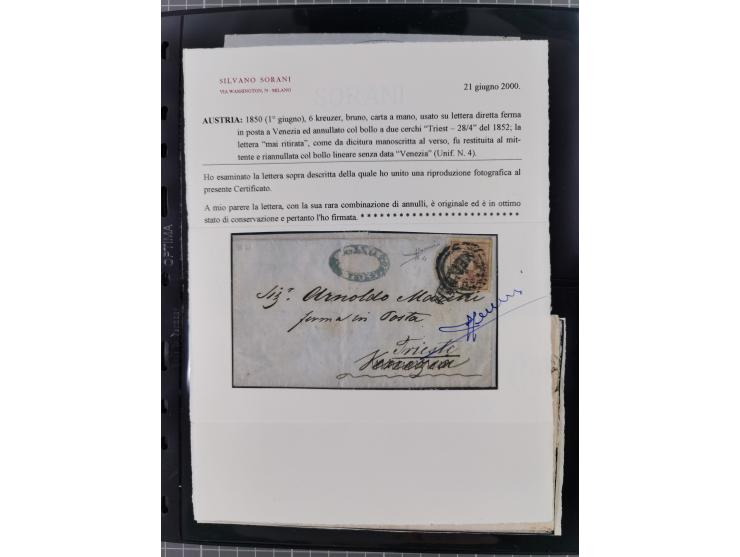 SILVANO SORANI
VIA WASHINGTON, 79 - MILANO
21 giugno 2000.
SORANI
AUSTRIA: 1850 (1° giugno), 6 kreuzer, bruno, carta a mano, usato su lettera diretta ferma
in posta a Venezia ed annullato col bollo a due cerchi "Triest – 28/4" del 1852; la
lettera "mai ritirata", come da dicitura manoscritta al verso, fu restituita al mit-
tente e riannullata col bollo lineare senza data "Venezia" (Unif. N. 4).
Ho esaminato la lettera sopra descritta della quale ho unito una riproduzione fotografica al
presente Certificato.
A mio parere la lettera, con la sua rara combinazione di annulli, è originale ed è in ottimo
stato di conservazione e pertanto l'ho firmata. * * * * * * * * * * * * * * * * * * * * * * * * *
Sigr. Arnoldo
ferma in Posta
Trieste
Venezia
OPTIMA